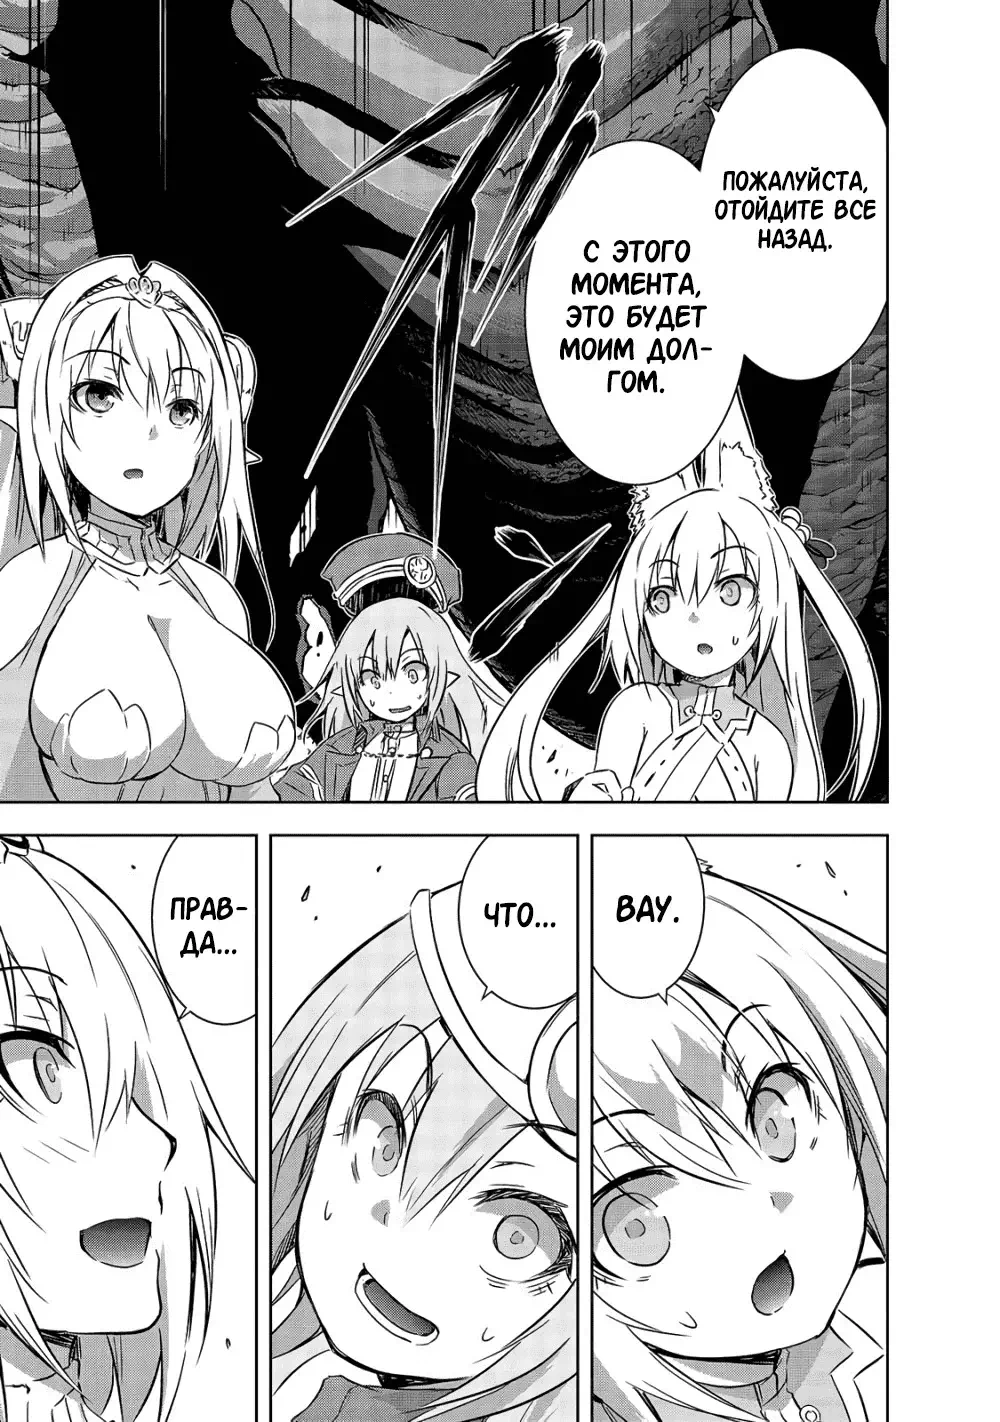 ПОЖАЛУЙСТА,
ОТОЙДИТЕ ВСЕ
НАЗАД.
С ЭТОГО
МОМЕНТА,
ЭТО БУДЕТ
МОИМ ДОЛ-
ГОМ.
ВАУ.
ЧТО...
ПРАВ-
ДА...